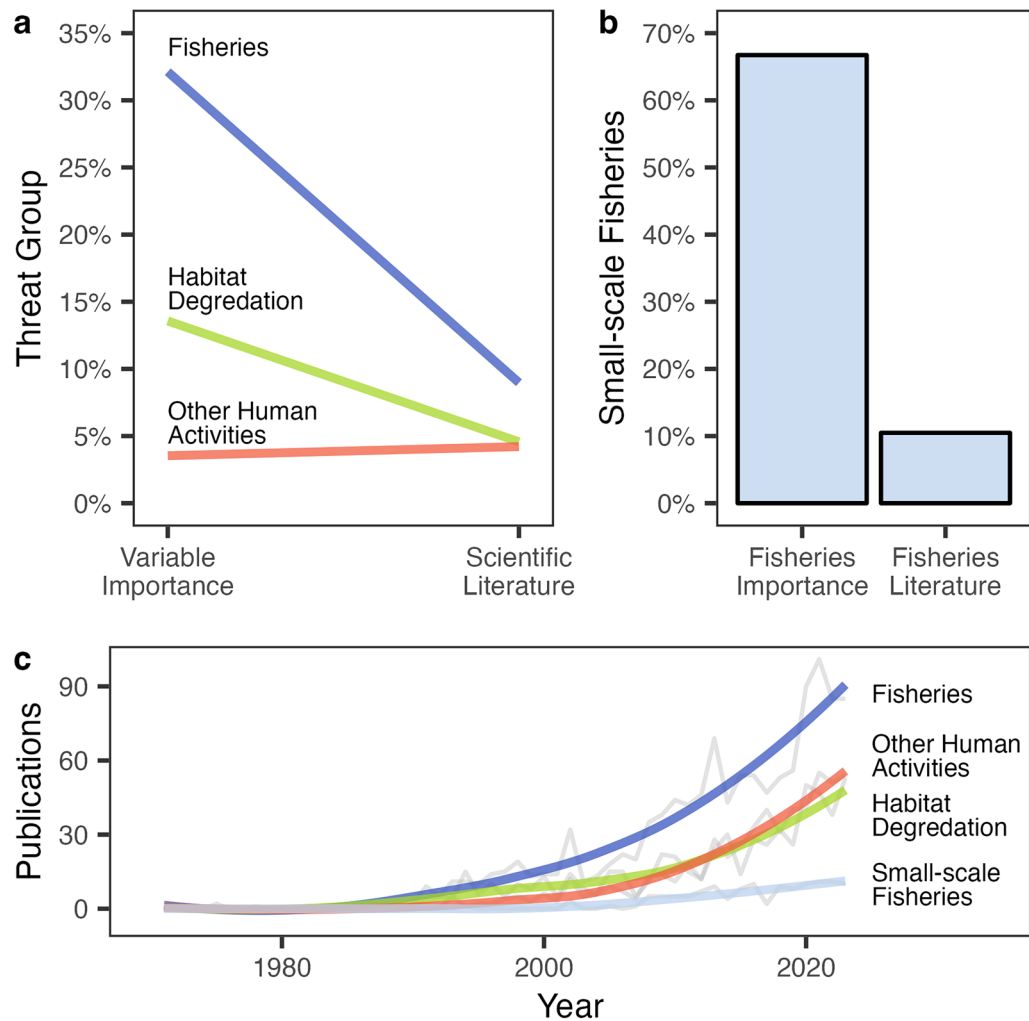 a
Threat Group
35%
30%
25%
20%
15%
10%
5%
0%
Fisheries
Habitat
Degredation
Other Human
Activities
Variable
Importance
Scientific
Literature
b
Small-scale Fisheries
70%
60%
50%
40%
30%
20%
10%
0%
Fisheries
Importance
Fisheries
Literature
c
Publications
90
60
30
0
Fisheries
Other Human
Activities
Habitat
Degredation
Small-scale
Fisheries
1980
2000
2020
Year